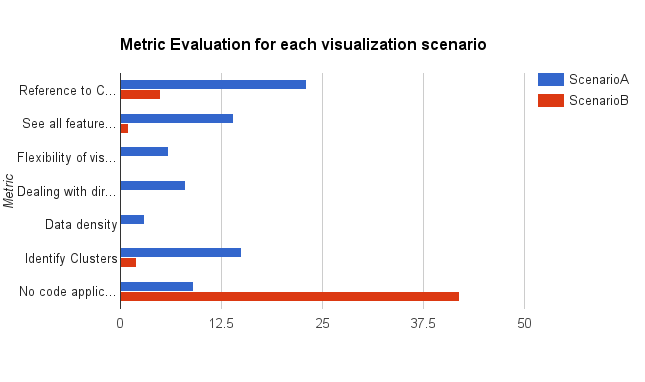 Metric Evaluation for each visualization scenario
ScenarioA
ScenarioB
Metric
Reference to C...
See all feature...
Flexibility of vis...
Dealing with dir...
Data density
Identify Clusters
No code applic...
0 12.5 25 37.5 50